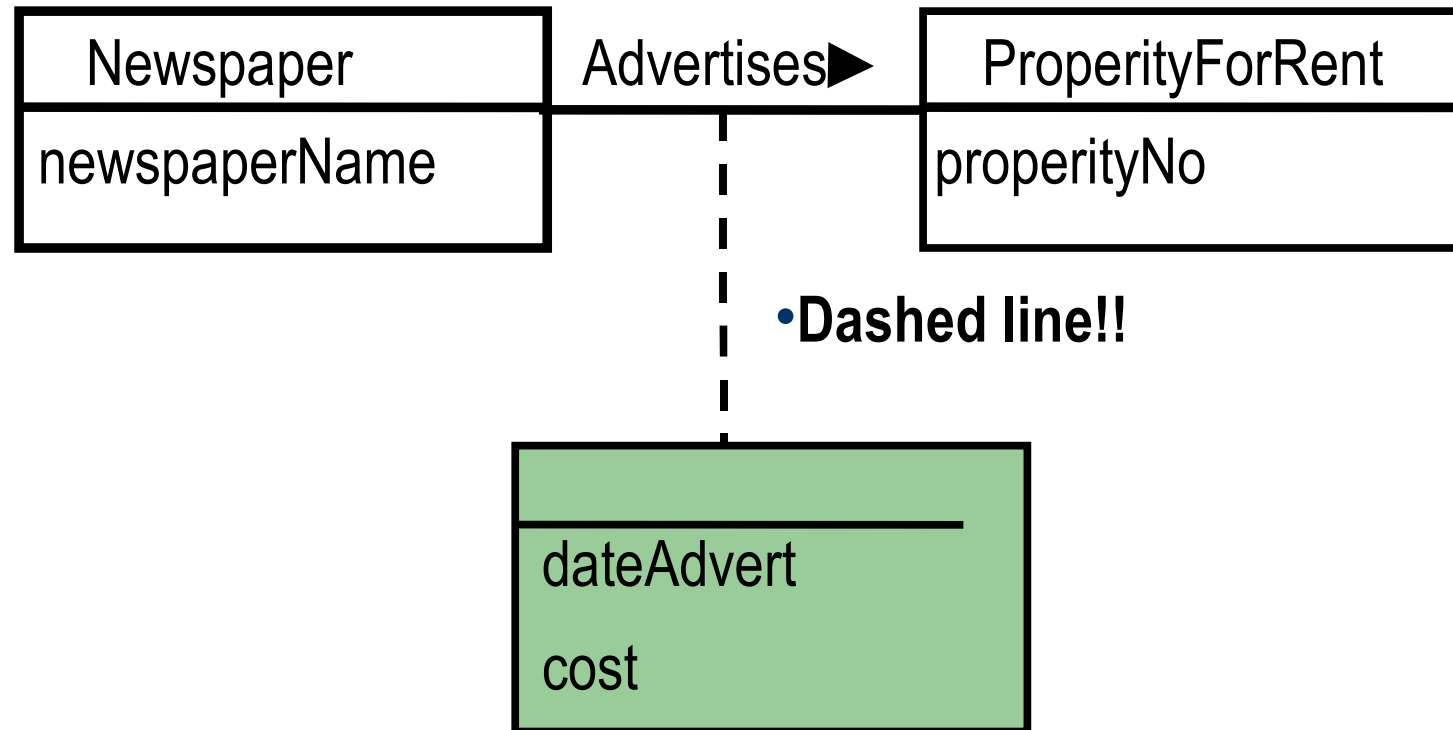 Newspaper
Advertises▶
ProperityForRent
newspaperName
properityNo
•Dashed line!!
dateAdvert
cost